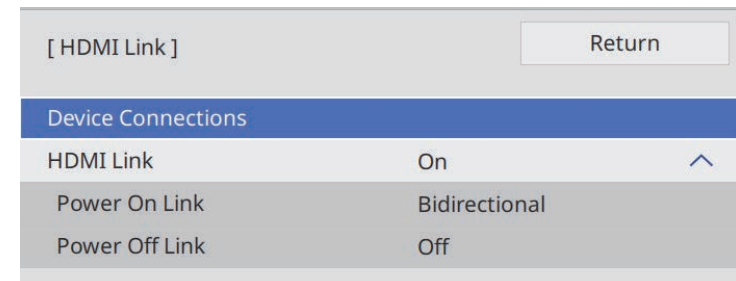 [ HDMI Link ] Return
Device Connections
HDMI Link On
Power On Link Bidirectional
Power Off Link Off